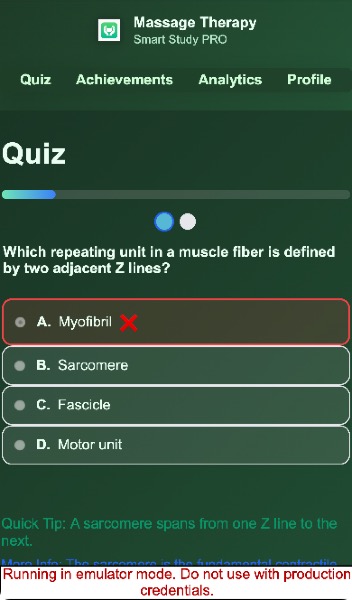 Massage Therapy
Smart Study PRO
Quiz
Achievements
Analytics
Profile
Quiz
Which repeating unit in a muscle fiber is defined
by two adjacent Z lines?
A. Myofibril
B. Sarcomere
C. Fascicle
D. Motor unit
Quick Tip: A sarcomere spans from one Z line to the
next.
More Info: The sarcomere is the fundamental contractile
Running in emulator mode. Do not use with production
credentials.